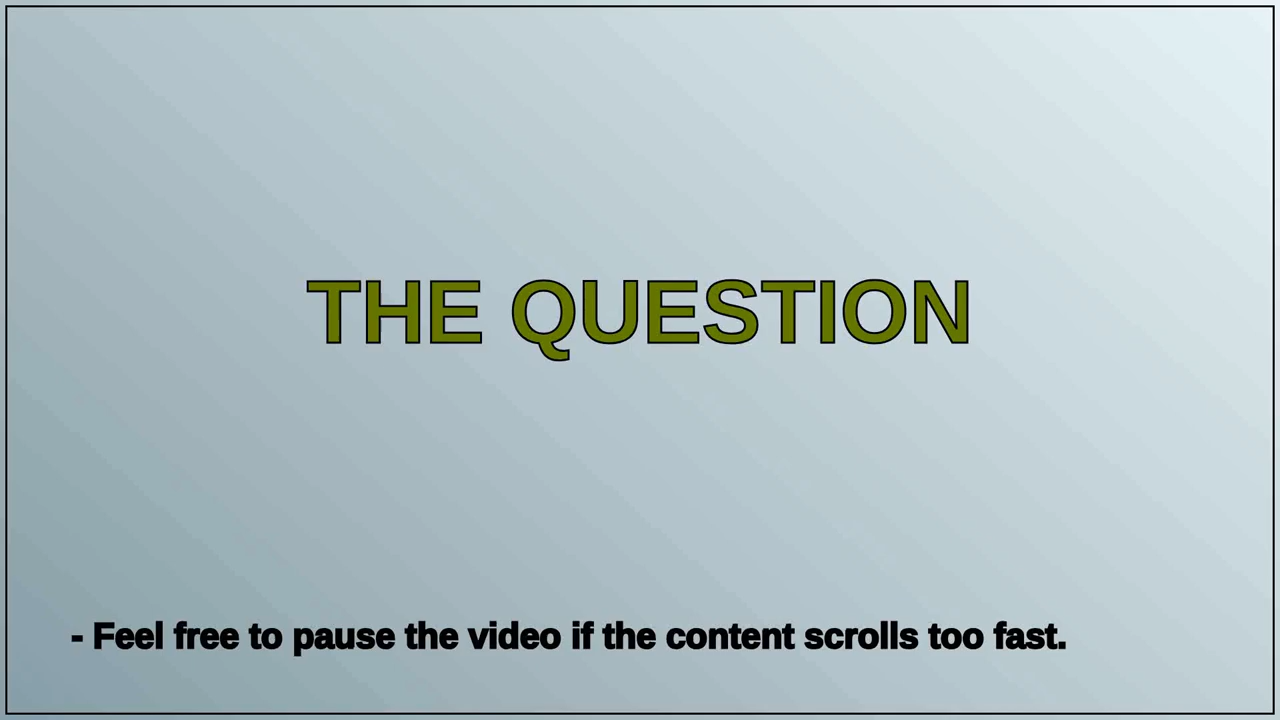 THE QUESTION
- Feel free to pause the video if the content scrolls too fast.